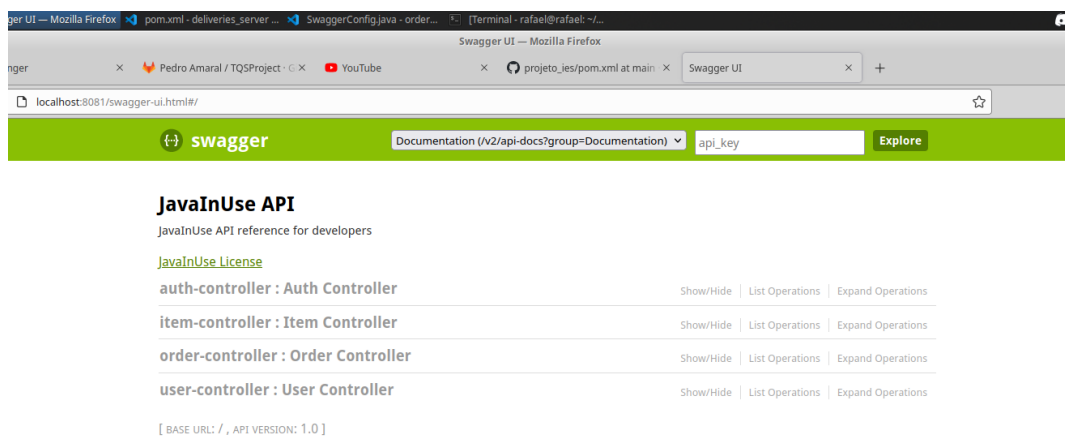 ger UI — Mozilla Firefox pom.xml - deliveries_server ... SwaggerConfig.java - order... [Terminal - rafael@rafael: ~/...
Swagger UI — Mozilla Firefox
nger × Pedro Amaral / TQSProject · G × YouTube × projeto_ies/pom.xml at main × Swagger UI × +
localhost:8081/swagger-ui.html#/
{··} swagger Documentation (/v2/api-docs?group=Documentation) api_key Explore
JavaInUse API
JavaInUse API reference for developers
JavaInUse License
auth-controller : Auth Controller Show/Hide | List Operations | Expand Operations
item-controller : Item Controller Show/Hide | List Operations | Expand Operations
order-controller : Order Controller Show/Hide | List Operations | Expand Operations
user-controller : User Controller Show/Hide | List Operations | Expand Operations
[ BASE URL: / , API VERSION: 1.0 ]